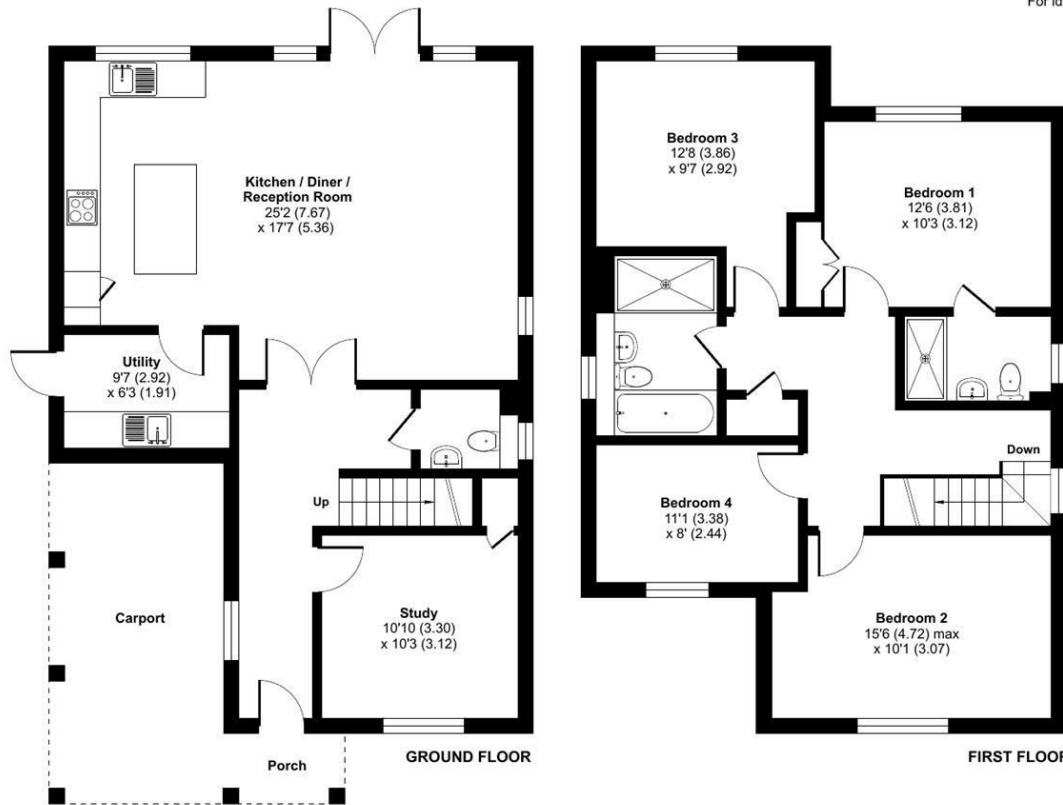 For id
Kitchen / Diner /
Reception Room
25'2 (7.67)
x 17'7 (5.36)
Utility
9'7 (2.92)
x 6'3 (1.91)
Up
Carport
Study
10'10 (3.30)
x 10'3 (3.12)
Porch
GROUND FLOOR
Bedroom 3
12'8 (3.86)
x 9'7 (2.92)
Bedroom 1
12'6 (3.81)
x 10'3 (3.12)
Down
Bedroom 4
11'1 (3.38)
x 8' (2.44)
Bedroom 2
15'6 (4.72) max
x 10'1 (3.07)
FIRST FLOOR